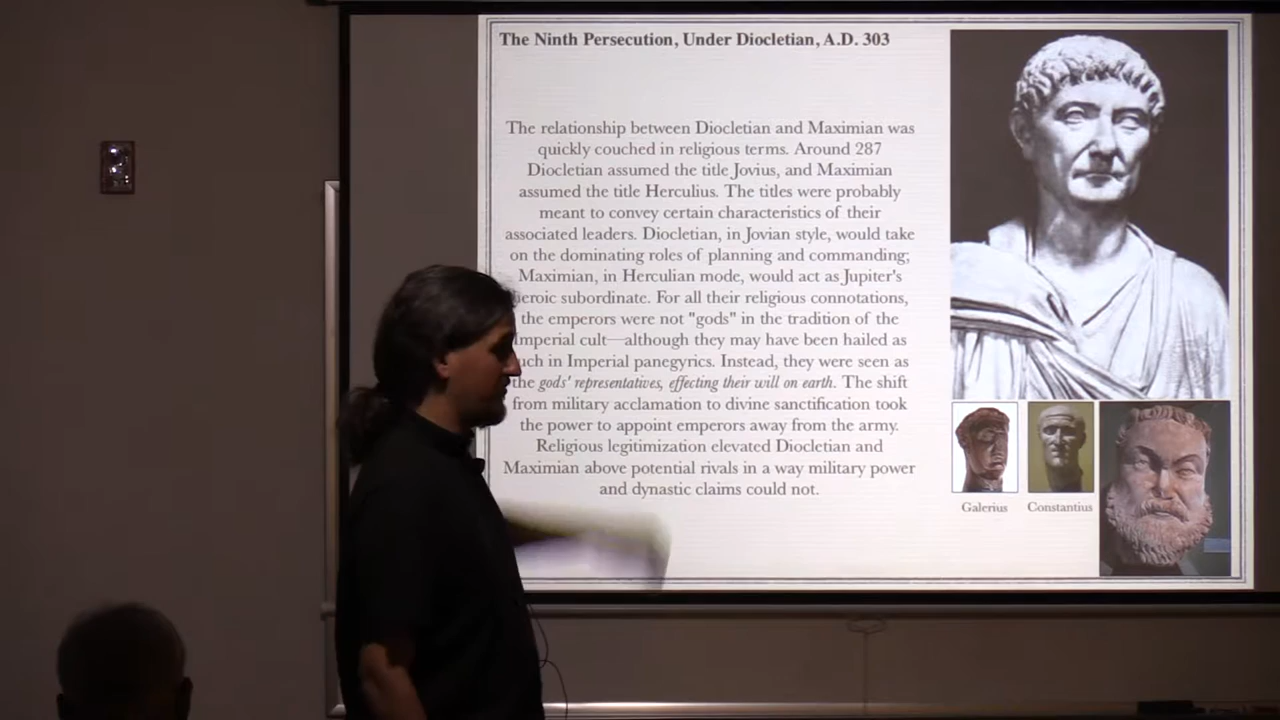 The Ninth Persecution, Under Diocletian, A.D. 303
The relationship between Diocletian and Maximian was
quickly couched in religious terms. Around 287
Diocletian assumed the title Jovius, and Maximian
assumed the title Herculius. The titles were probably
meant to convey certain characteristics of their
associated leaders. Diocletian, in Jovian style, would take
on the dominating roles of planning and commanding;
Maximian, in Herculian mode, would act as Jupiter's
subordinate. For all their religious connotations,
the emperors were not "gods" in the tradition of the
Imperial cult—although they may have been hailed as
in Imperial panegyrics. Instead, they were seen as
the gods' representatives, effecting their will on earth. The shift
from military acclamation to divine sanctification took
the power to appoint emperors away from the army.
Religious legitimization elevated Diocletian and
Maximian above potential rivals in a way military power
and dynastic claims could not.
Galerius
Constantius